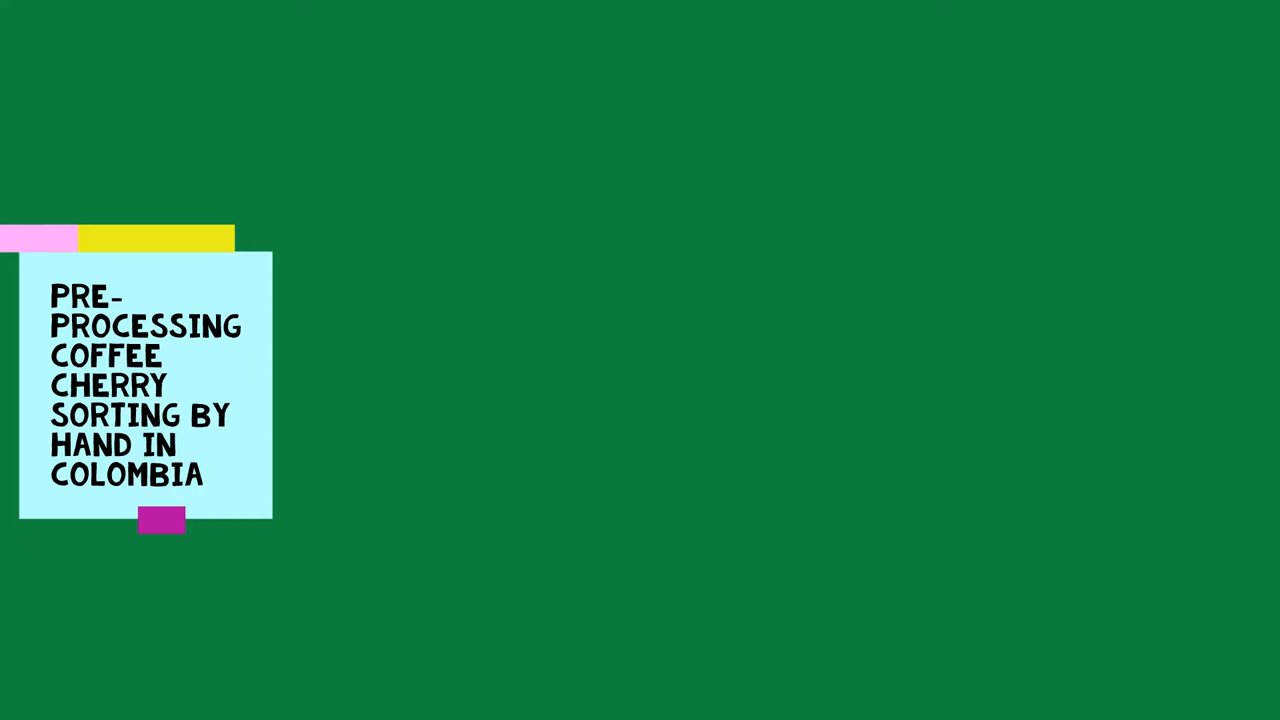 PRE-
PROCESSING
COFFEE
CHERRY
SORTING BY
HAND IN
COLOMBIA